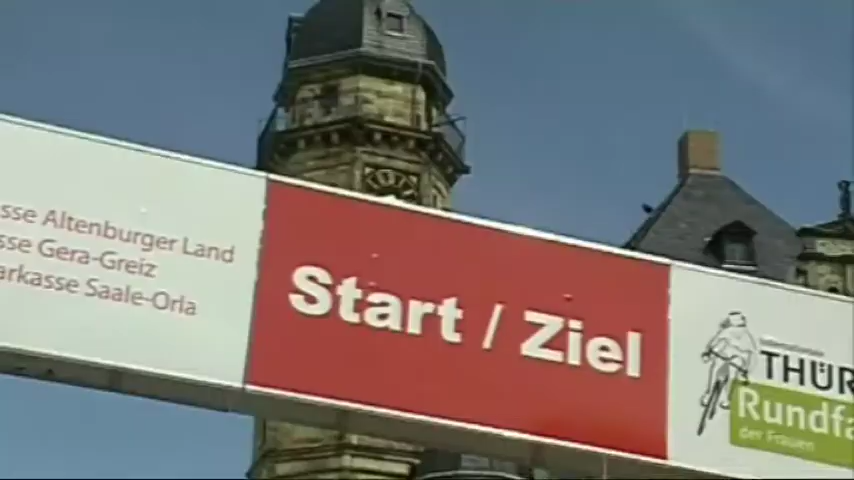 sse Altenburger Land
sse Gera-Greiz
arkasse Saale-Orla
Start / Ziel
THÜR
Rundfa
der Frauen